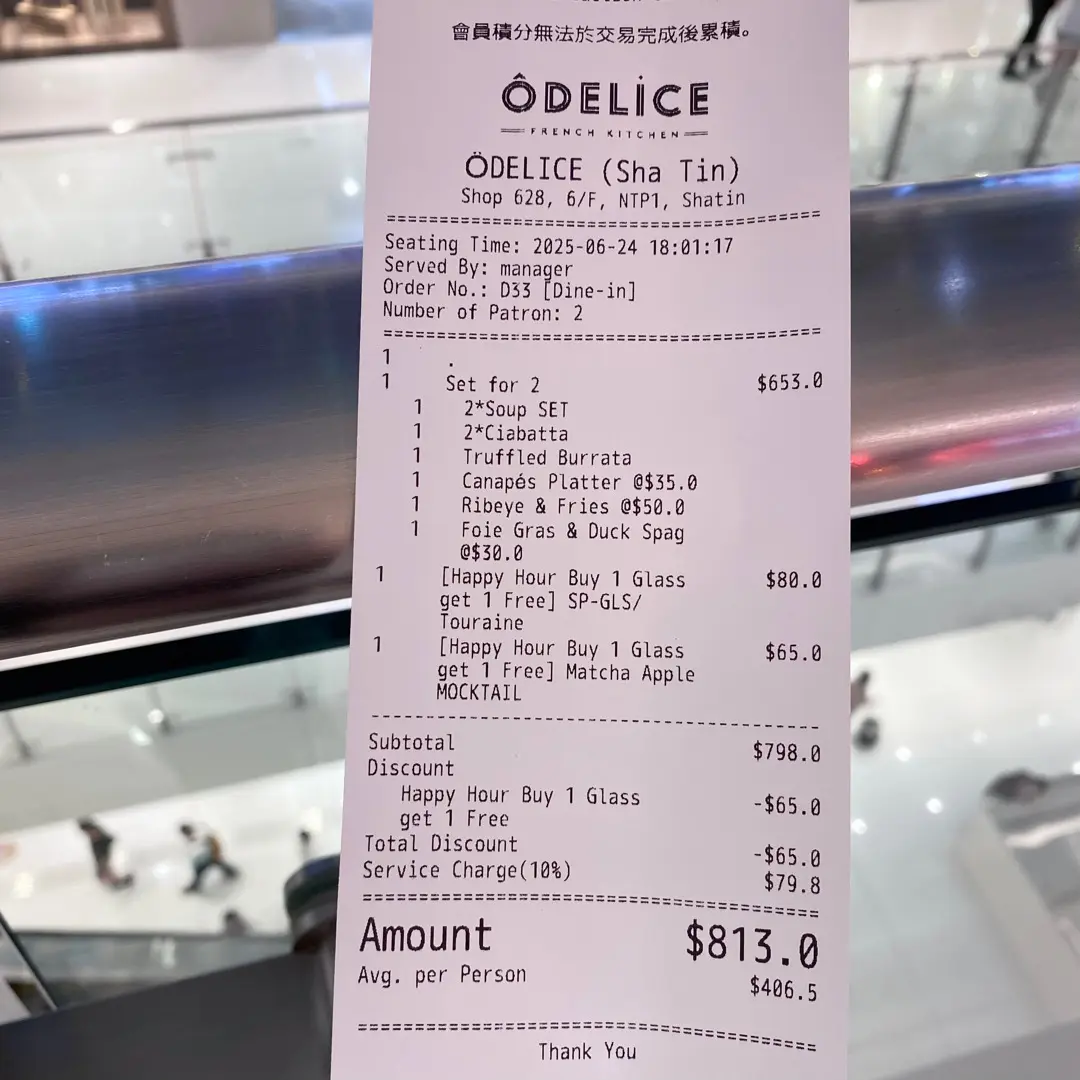 會員積分無法於交易完成後累積。
ÔDELİCE
FRENCH KITCHEN
ÖDELICE (Sha Tin)
Shop 628, 6/F, NTP1, Shatin
Seating Time: 2025-06-24 18:01:17
Served By: manager
Order No.: D33 [Dine-in]
Number of Patron: 2
1 .
1 Set for 2 $653.0
1 2*Soup SET
1 2*Ciabatta
1 Truffled Burrata
1 Canapés Platter @$35.0
1 Ribeye & Fries @$50.0
1 Foie Gras & Duck Spag
@$30.0
1 [Happy Hour Buy 1 Glass $80.0
get 1 Free] SP-GLS/
Touraine
1 [Happy Hour Buy 1 Glass $65.0
get 1 Free] Matcha Apple
MOCKTAIL
Subtotal $798.0
Discount
Happy Hour Buy 1 Glass -$65.0
get 1 Free
Total Discount -$65.0
Service Charge(10%) $79.8
Amount $813.0
Avg. per Person $406.5
Thank You